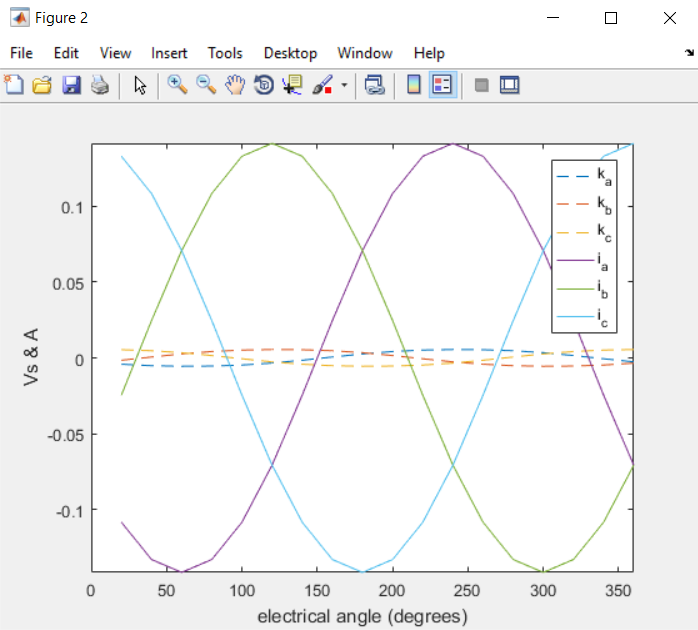 Figure 2
File Edit View Insert Tools Desktop Window Help
0.1
0.05
0
-0.05
-0.1
Vs & A
0 50 100 150 200 250 300 350
electrical angle (degrees)
k_a
k_b
k_c
i_a
i_b
i_c